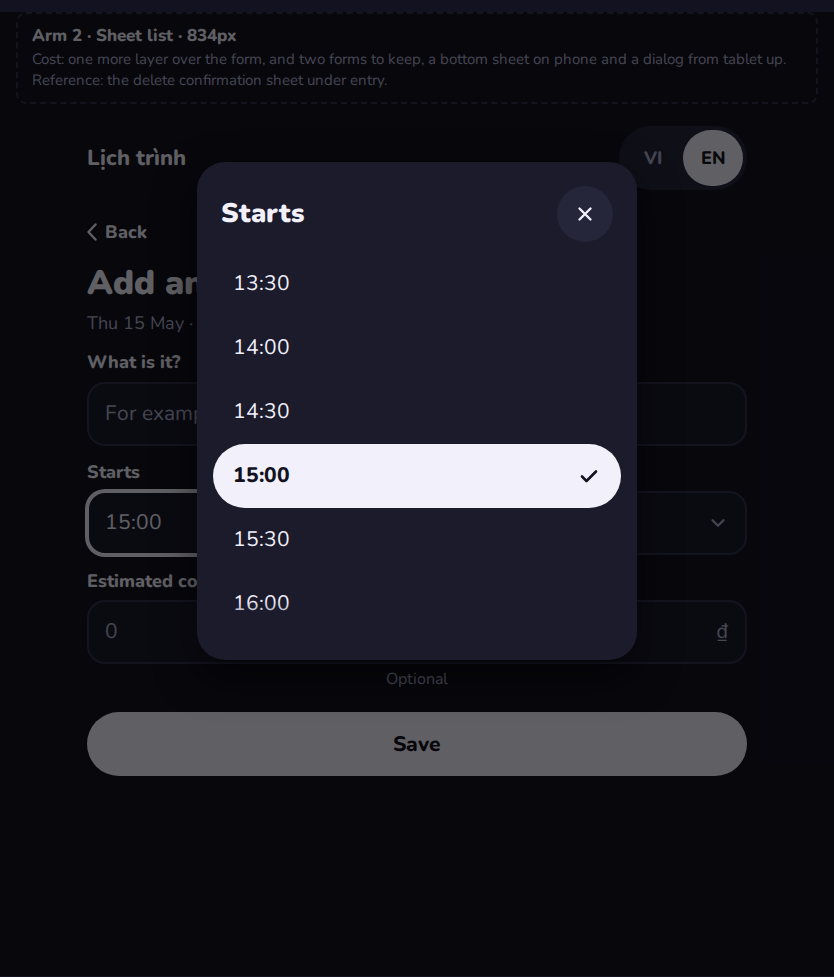 Arm 2 · Sheet list · 834px
Cost: one more layer over the form, and two forms to keep, a bottom sheet on phone and a dialog from tablet up.
Reference: the delete confirmation sheet under entry.
Lịch trình
VI
EN
Back
Starts
13:30
Add an
Thu 15 May ·
14:00
What is it?
For examp
14:30
Starts
15:00
15:00
15:30
Estimated co
0
16:00
₫
Optional
Save